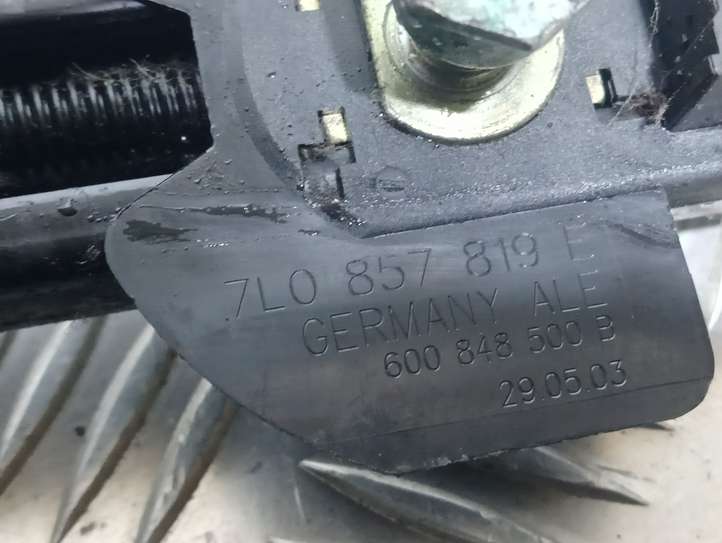 7L0 857 819 E
GERMANY ALE
600 848 500 B
29.05.03